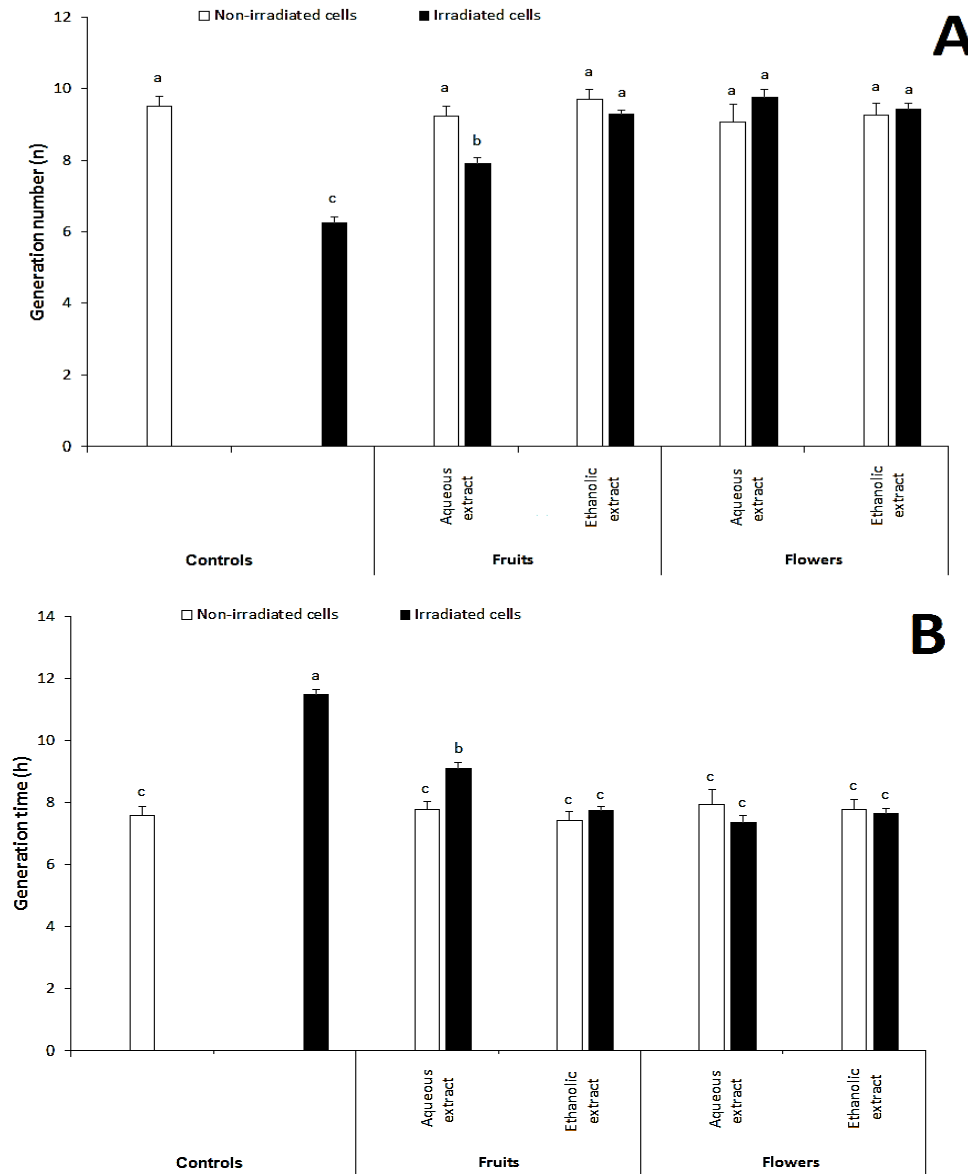 12
Non-irradiated cells
Irradiated cells
A
a
a
a
a
a
a
a
a
b
c
10
8
6
4
2
0
Generation number (n)
Aqueous
extract
Ethanolic
extract
Aqueous
extract
Ethanolic
extract
Controls
Fruits
Flowers
14
Non-irradiated cells
Irradiated cells
B
a
b
c
c
c
c
c
c
c
c
12
10
8
6
4
2
0
Generation time (h)
Aqueous
extract
Ethanolic
extract
Aqueous
extract
Ethanolic
extract
Controls
Fruits
Flowers